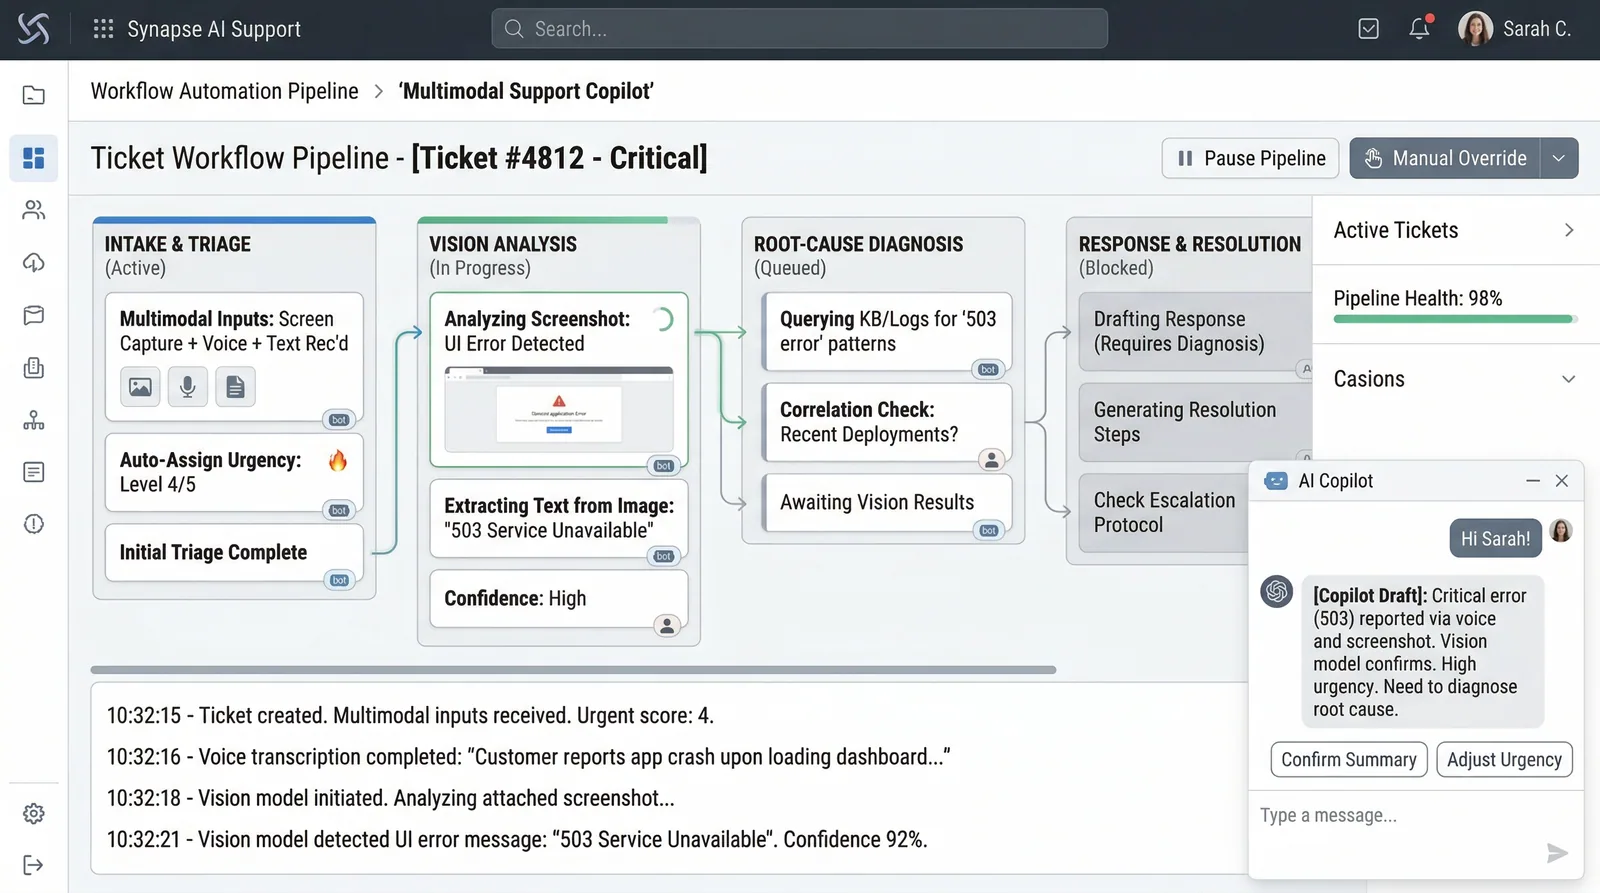 Synapse AI Support
Search...
Sarah C.
Workflow Automation Pipeline > ‘Multimodal Support Copilot’
Ticket Workflow Pipeline - [Ticket #4812 - Critical]
Pause Pipeline
Manual Override
INTAKE & TRIAGE
(Active)
Multimodal Inputs: Screen
Capture + Voice + Text Rec'd
bot
Auto-Assign Urgency:
Level 4/5
bot
Initial Triage Complete
bot
VISION ANALYSIS
(In Progress)
Analyzing Screenshot:
UI Error Detected
bot
Extracting Text from Image:
"503 Service Unavailable"
bot
Confidence: High
ROOT-CAUSE DIAGNOSIS
(Queued)
Querying KB/Logs for '503
error' patterns
bot
Correlation Check:
Recent Deployments?
Awaiting Vision Results
bot
RESPONSE & RESOLUTION
(Blocked)
Drafting Response
(Requires Diagnosis)
Generating Resolution
Steps
Check Escalation
Protocol
Active Tickets
Pipeline Health: 98%
Casions
AI Copilot
Hi Sarah!
[Copilot Draft]: Critical error
(503) reported via voice
and screenshot. Vision
model confirms. High
urgency. Need to diagnose
root cause.
Confirm Summary
Adjust Urgency
Type a message...
10:32:15 - Ticket created. Multimodal inputs received. Urgent score: 4.
10:32:16 - Voice transcription completed: “Customer reports app crash upon loading dashboard...”
10:32:18 - Vision model initiated. Analyzing attached screenshot...
10:32:21 - Vision model detected UI error message: “503 Service Unavailable". Confidence 92%.